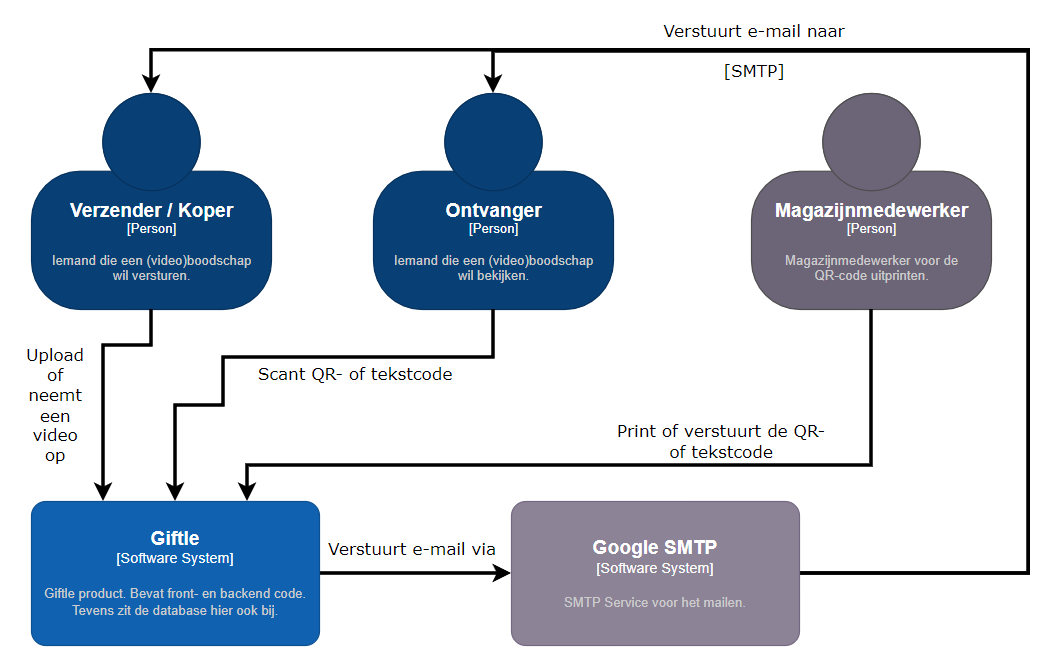 Verstuurt e-mail naar
[SMTP]
Verzender / Koper
[Person]
Iemand die een (video)boodschap
wil versturen.
Ontvanger
[Person]
Iemand die een (video)boodschap
wil bekijken.
Magazijnmedewerker
[Person]
Magazijnmedewerker voor de
QR-code uitprinten.
Upload
of
neemt
een
video
op
Scant QR- of tekstcode
Print of verstuurt de QR-
of tekstcode
Giftle
[Software System]
Giftle product. Bevat front- en backend code.
Tevens zit de database hier ook bij.
Verstuurt e-mail via
Google SMTP
[Software System]
SMTP Service voor het mailen.